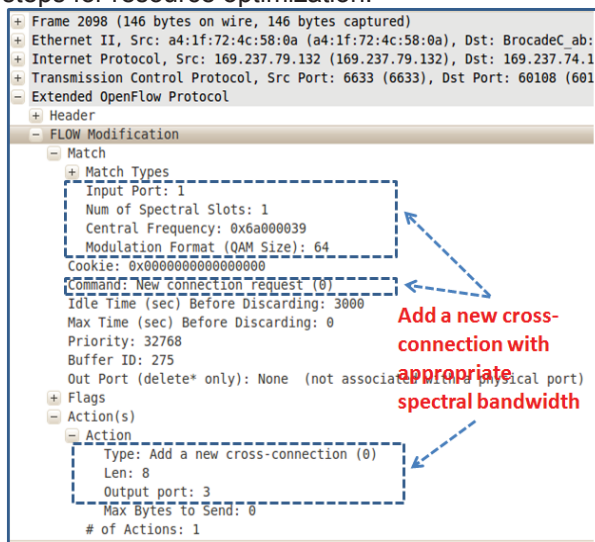 steps for resource optimization.
Frame 2098 (146 bytes on wire, 146 bytes captured)
Ethernet II, Src: a4:1f:72:4c:58:0a (a4:1f:72:4c:58:0a), Dst: BrocadeC_ab:
Internet Protocol, Src: 169.237.79.132 (169.237.79.132), Dst: 169.237.74.1
Transmission Control Protocol, Src Port: 6633 (6633), Dst Port: 60108 (601
Extended OpenFlow Protocol
Header
FLOW Modification
Match
Match Types
Input Port: 1
Num of Spectral Slots: 1
Central Frequency: 0x6a000039
Modulation Format (QAM Size): 64
Cookie: 0x0000000000000000
Command: New connection request (0)
Idle Time (sec) Before Discarding: 3000
Max Time (sec) Before Discarding: 0
Priority: 32768
Buffer ID: 275
Out Port (delete* only): None (not associated with a physical port)
Flags
Action(s)
Action
Type: Add a new cross-connection (0)
Len: 8
Output port: 3
Max Bytes to Send: 0
# of Actions: 1
Add a new cross-
connection with
appropriate
spectral bandwidth